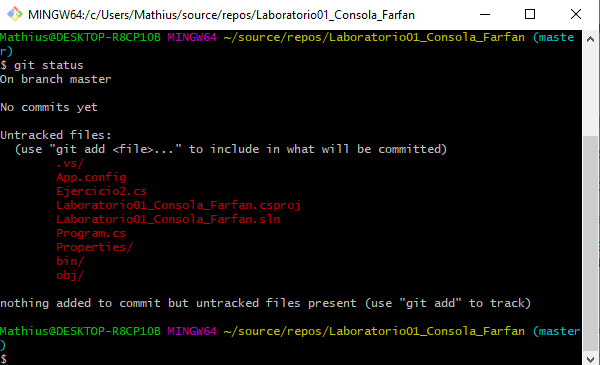 MINGW64:/c/Users/Mathius/source/repos/Laboratorio01_Consola_Farfan
Mathius@DESKTOP-R8CP1OB MINGW64 ~/source/repos/Laboratorio01_Consola_Farfan (maste
r)
$ git status
On branch master
No commits yet
Untracked files:
  (use "git add <file>..." to include in what will be committed)
        .vs/
        App.config
        Ejercicio2.cs
        Laboratorio01_Consola_Farfan.csproj
        Laboratorio01_Consola_Farfan.sln
        Program.cs
        Properties/
        bin/
        obj/
nothing added to commit but untracked files present (use "git add" to track)
Mathius@DESKTOP-R8CP1OB MINGW64 ~/source/repos/Laboratorio01_Consola_Farfan (master
)
$